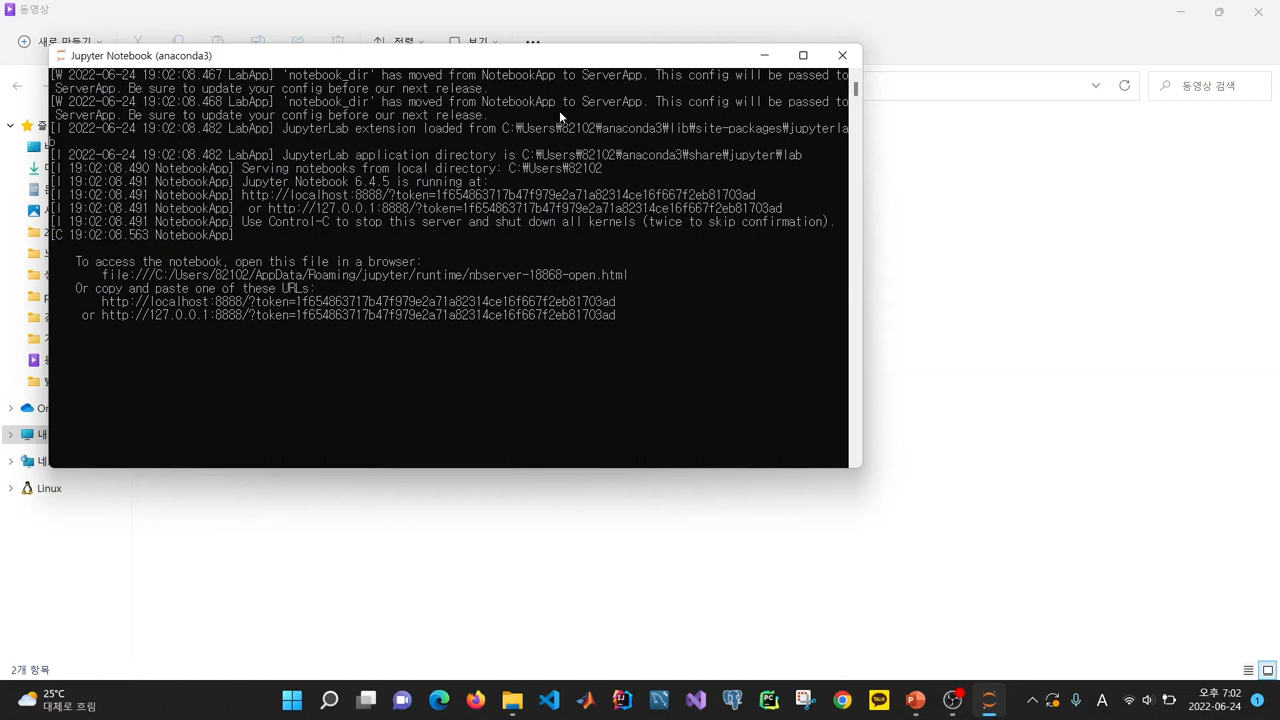 동영상
새로 만들기
정렬
보기
Jupyter Notebook (anaconda3)
동영상 검색
[W 2022-06-24 19:02:08.467 LabApp] 'notebook_dir' has moved from NotebookApp to ServerApp. This config will be passed to
ServerApp. Be sure to update your config before our next release.
[W 2022-06-24 19:02:08.468 LabApp] 'notebook_dir' has moved from NotebookApp to ServerApp. This config will be passed to
ServerApp. Be sure to update your config before our next release.
[I 2022-06-24 19:02:08.482 LabApp] JupyterLab extension loaded from C:₩Users₩82102₩anaconda3₩lib₩site-packages₩jupyterla
b
[I 2022-06-24 19:02:08.482 LabApp] JupyterLab application directory is C:₩Users₩82102₩anaconda3₩share₩jupyter₩lab
[I 19:02:08.490 NotebookApp] Serving notebooks from local directory: C:₩Users₩82102
[I 19:02:08.491 NotebookApp] Jupyter Notebook 6.4.5 is running at:
[I 19:02:08.491 NotebookApp] http://localhost:8888/?token=1f654863717b47f979e2a71a82314ce16f667f2eb81703ad
[I 19:02:08.491 NotebookApp]  or http://127.0.0.1:8888/?token=1f654863717b47f979e2a71a82314ce16f667f2eb81703ad
[I 19:02:08.491 NotebookApp] Use Control-C to stop this server and shut down all kernels (twice to skip confirmation).
[C 19:02:08.563 NotebookApp]
To access the notebook, open this file in a browser:
file:///C:/Users/82102/AppData/Roaming/jupyter/runtime/nbserver-18868-open.html
Or copy and paste one of these URLs:
http://localhost:8888/?token=1f654863717b47f979e2a71a82314ce16f667f2eb81703ad
or http://127.0.0.1:8888/?token=1f654863717b47f979e2a71a82314ce16f667f2eb81703ad
Linux
2개 항목
25°C
대체로 흐림
A
오후 7:02
2022-06-24